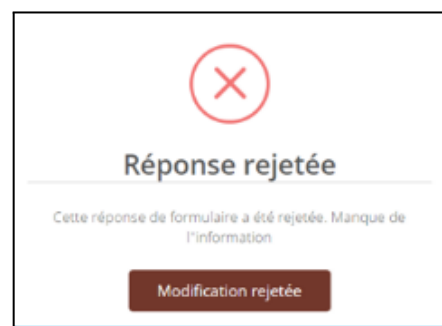 Réponse rejetée
Cette réponse de formulaire a été rejetée. Manque de
l"information
Modification rejetée